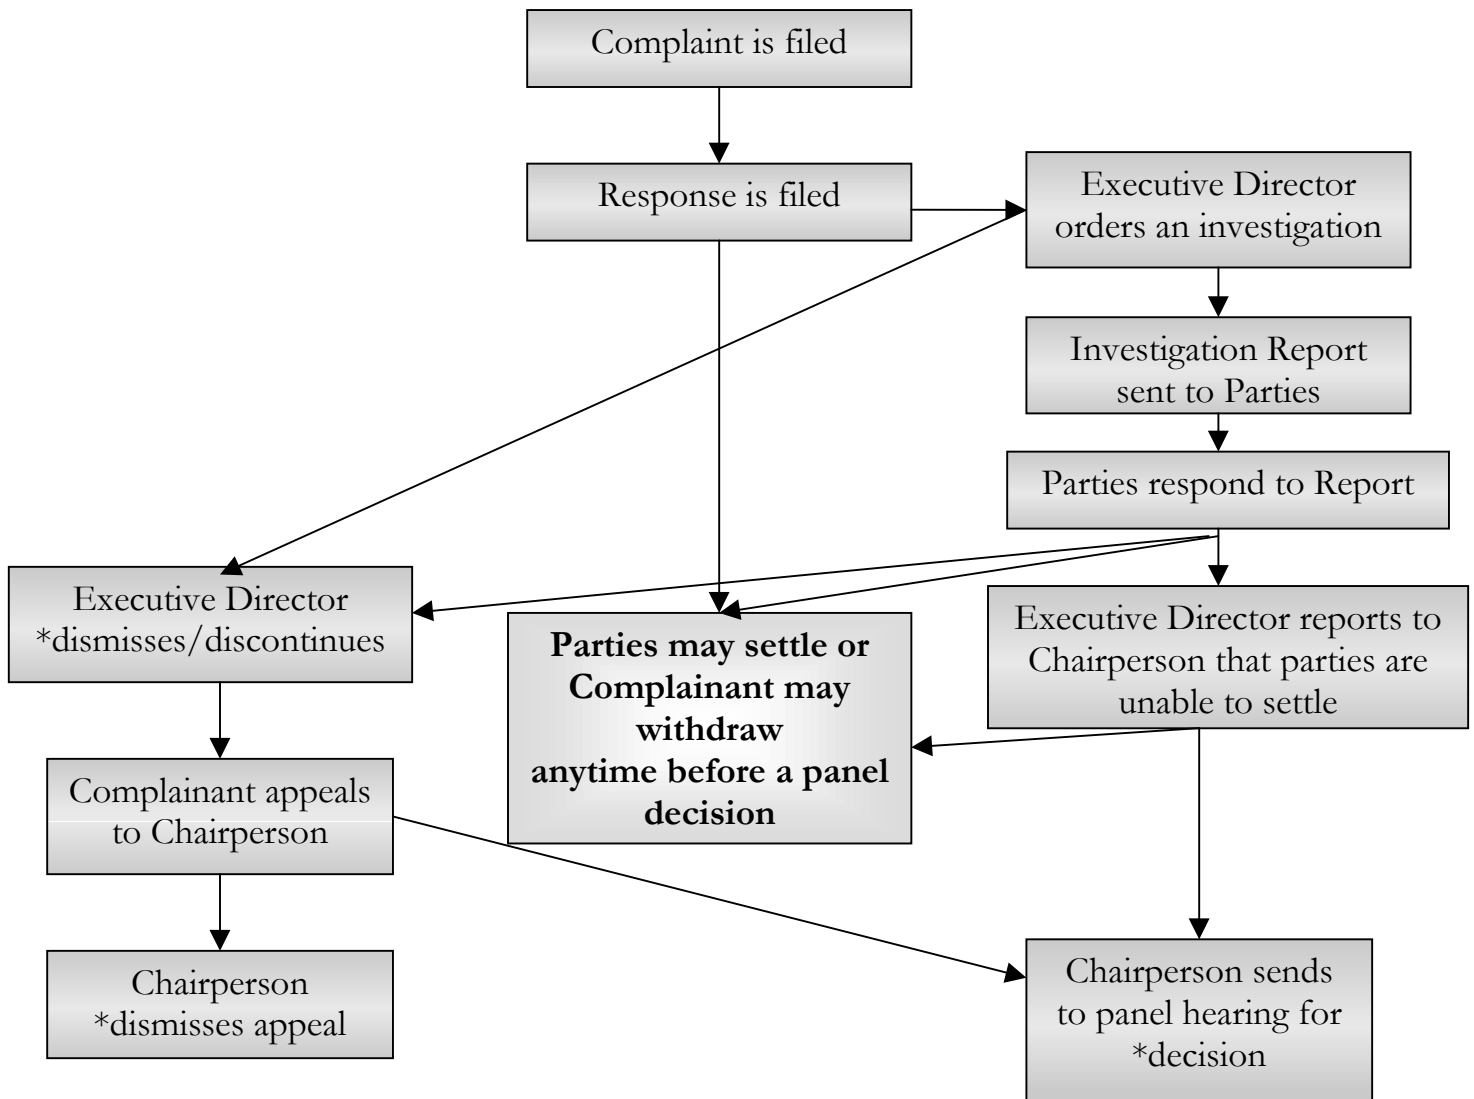 Complaint is filed
Response is filed
Executive Director
orders an investigation
Investigation Report
sent to Parties
Parties respond to Report
Executive Director
*dismisses/discontinues
Parties may settle or
Complainant may
withdraw
anytime before a panel
decision
Executive Director reports to
Chairperson that parties are
unable to settle
Complainant appeals
to Chairperson
Chairperson
*dismisses appeal
Chairperson sends
to panel hearing for
*decision